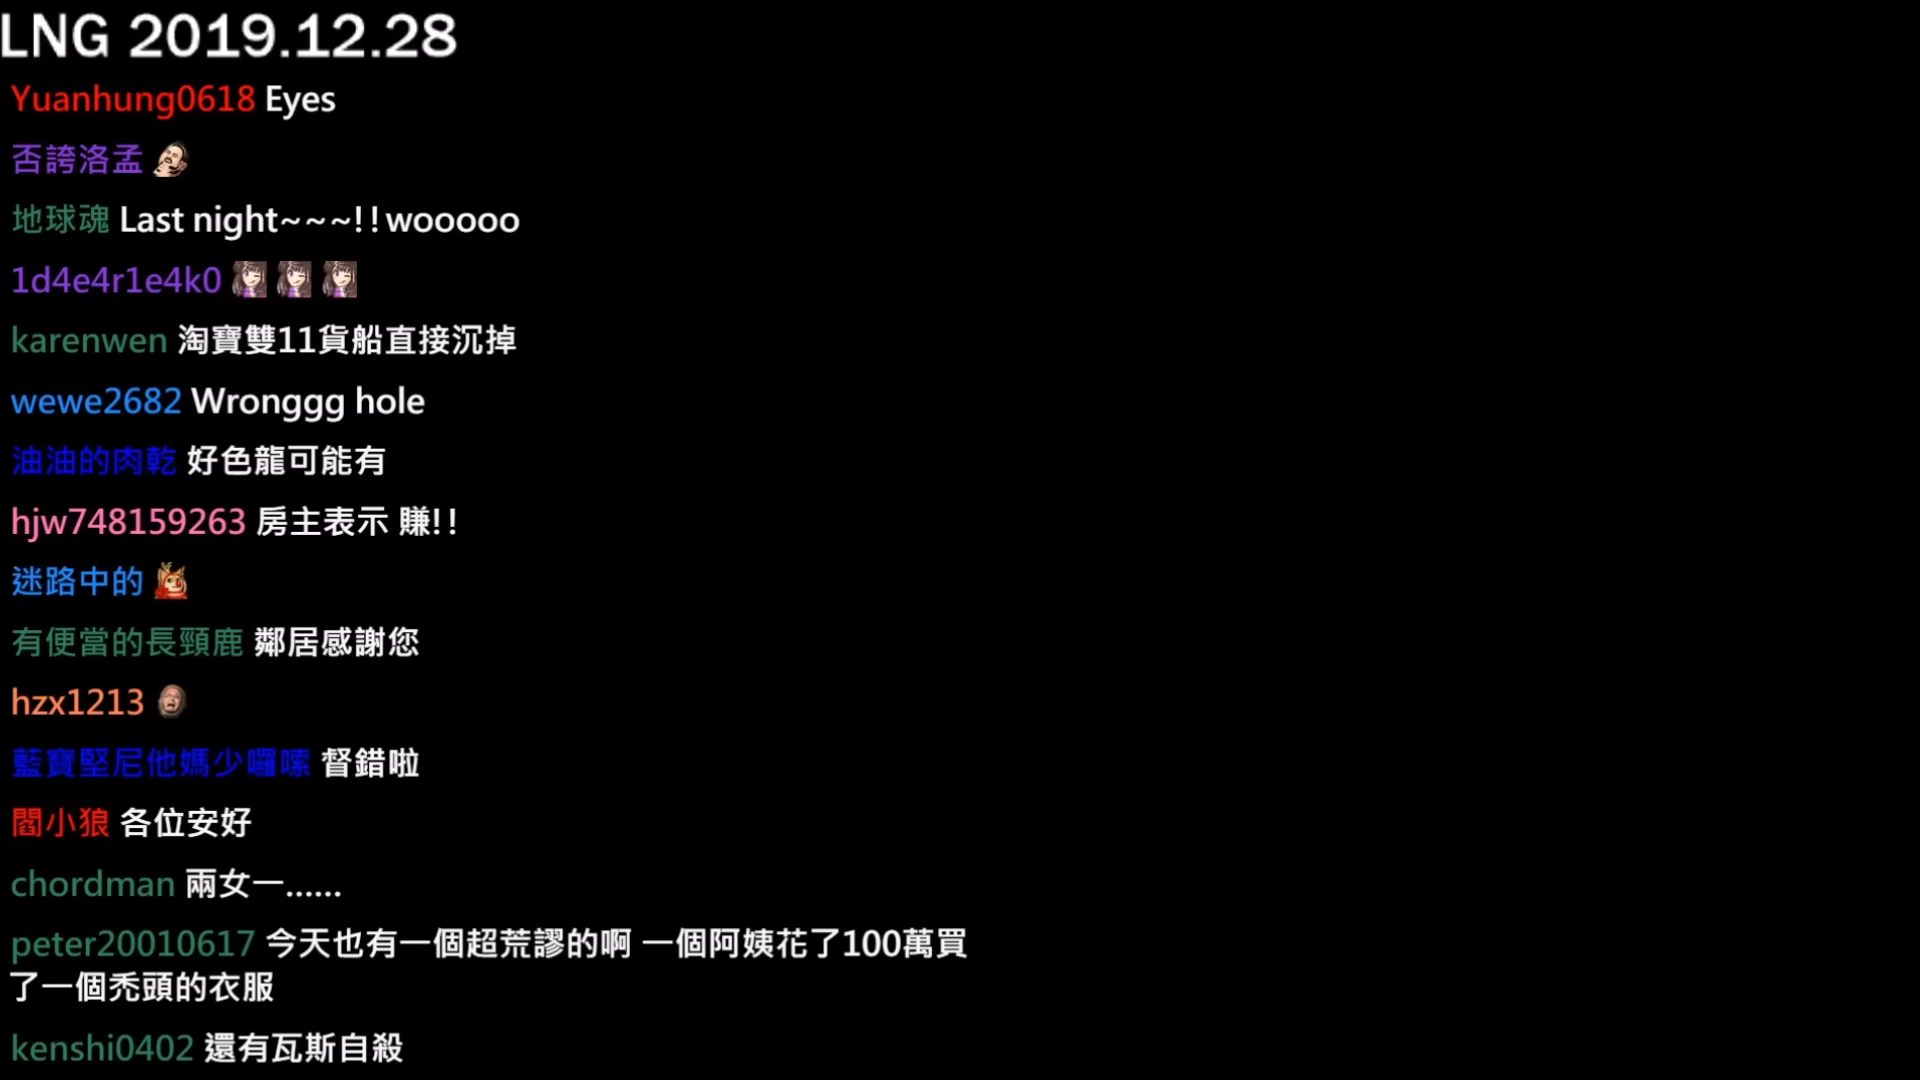 LNG 2019.12.28
Yuanhung0618 Eyes
否誇洛孟
地球魂 Last night~~~!!wooooo
1d4e4r1e4k0
karenwen 淘寶雙11貨船直接沉掉
wewe2682 Wronggg hole
油油的肉乾 好色龍可能有
hjw748159263 房主表示 賺!!
迷路中的
有便當的長頸鹿 鄰居感謝您
hzx1213
藍寶堅尼他媽少囉嗦 督錯啦
閻小狼 各位安好
chordman 兩女一......
peter20010617 今天也有一個超荒謬的啊 一個阿姨花了100萬買
了一個禿頭的衣服
kenshi0402 還有瓦斯自殺